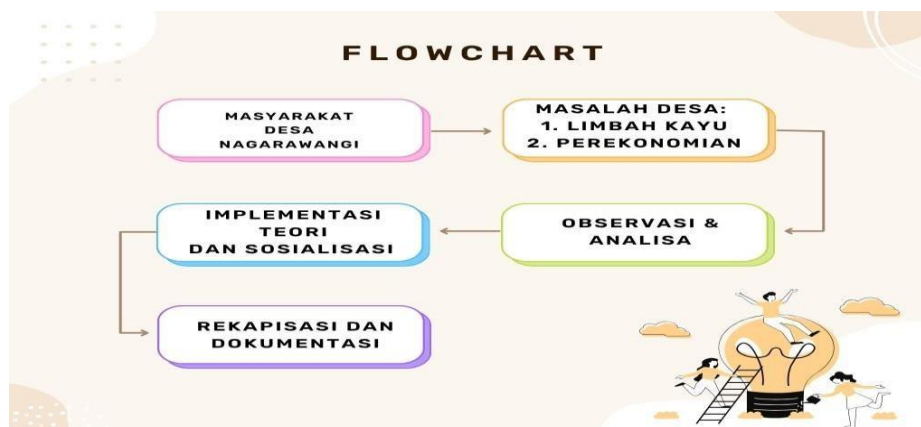 FLOWCHART
MASYARAKAT
DESA
NAGARAWANGI
MASALAH DESA:
1. LIMBAH KAYU
2. PEREKONOMIAN
OBSERVASI &
ANALISA
IMPLEMENTASI
TEORI
DAN SOSIALISASI
REKAPISASI DAN
DOKUMENTASI